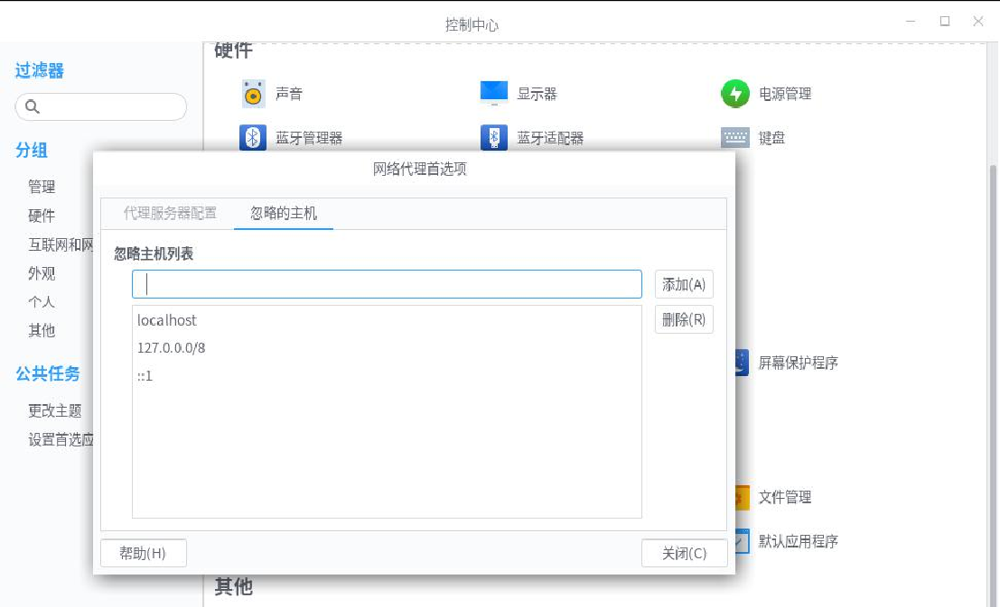 控制中心
过滤器
分组
管理
硬件
互联网和网
外观
个人
其他
公共任务
更改主题
设置首选应
硬件
声音
显示器
电源管理
蓝牙管理器
蓝牙适配器
键盘
网络代理首选项
代理服务器配置
忽略的主机
忽略主机列表
添加(A)
localhost
127.0.0.0/8
::1
删除(R)
帮助(H)
关闭(C)
屏幕保护程序
文件管理
默认应用程序
其他